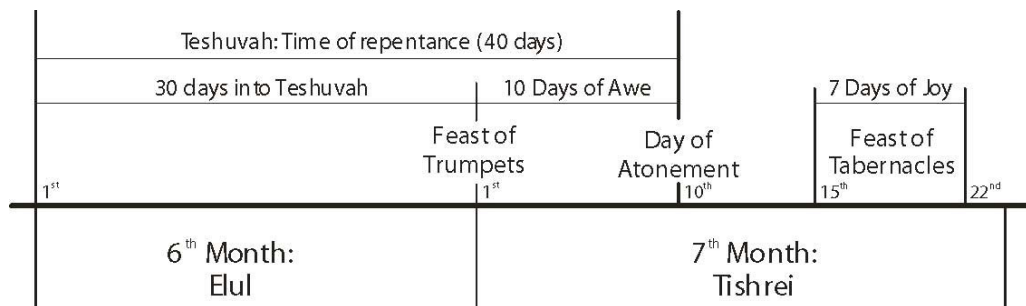 Teshuvah: Time of repentance (40 days)
30 days into Teshuvah
10 Days of Awe
7 Days of Joy
Feast of
Trumpets
Day of
Atonement
Feast of
Tabernacles
1st
1st
10th
15th
22nd
6th Month:
Elul
7th Month:
Tishrei